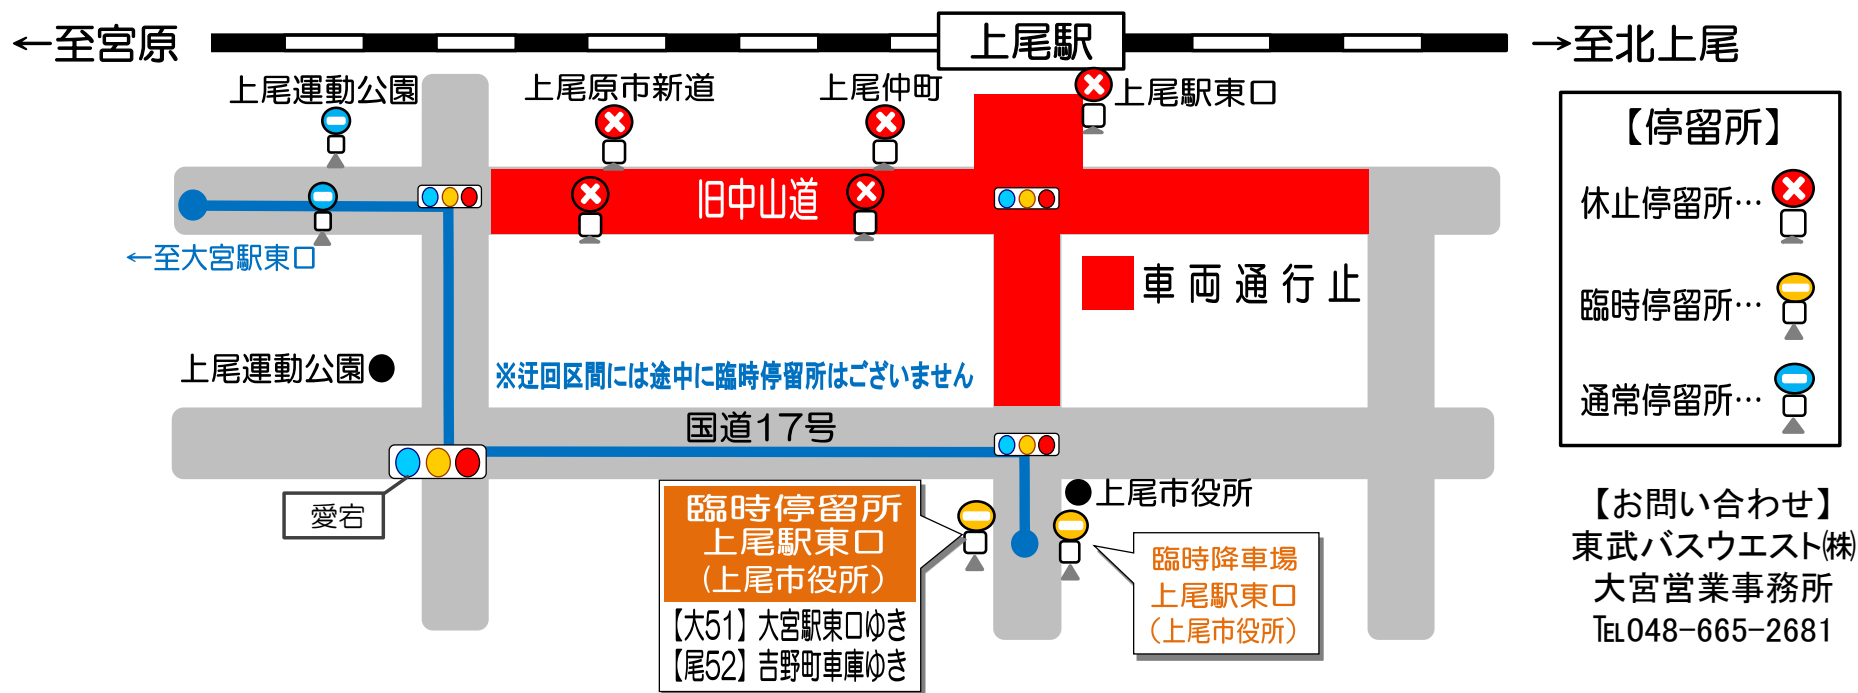 ←至宮原
上尾駅
→至北上尾
上尾運動公園
上尾原市新道
上尾仲町
上尾駅東口
旧中山道
←至大宮駅東口
車両通行止
上尾運動公園
※迂回区間には途中に臨時停留所はございません
国道17号
愛宕
上尾市役所
臨時停留所
上尾駅東口
(上尾市役所)
【大51】大宮駅東口ゆき
【尾52】吉野町車庫ゆき
臨時降車場
上尾駅東口
(上尾市役所)
【停留所】
休止停留所…
臨時停留所…
通常停留所…
【お問い合わせ】
東武バスウエスト㈱
大宮営業事務所
℡048-665-2681